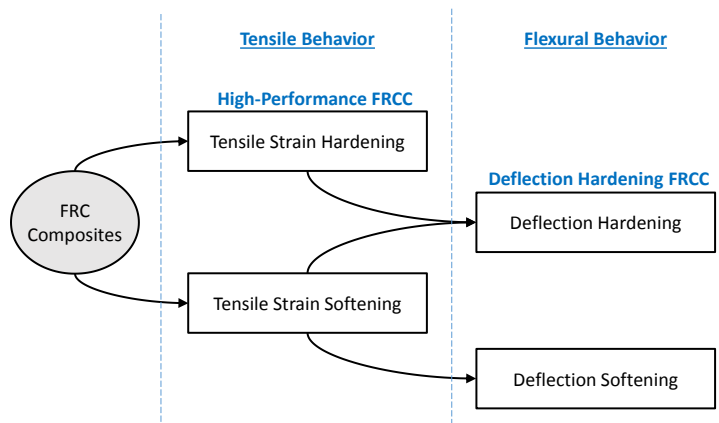 Tensile Behavior
Flexural Behavior
High-Performance FRCC
Tensile Strain Hardening
Deflection Hardening FRCC
FRC
Composites
Deflection Hardening
Tensile Strain Softening
Deflection Softening